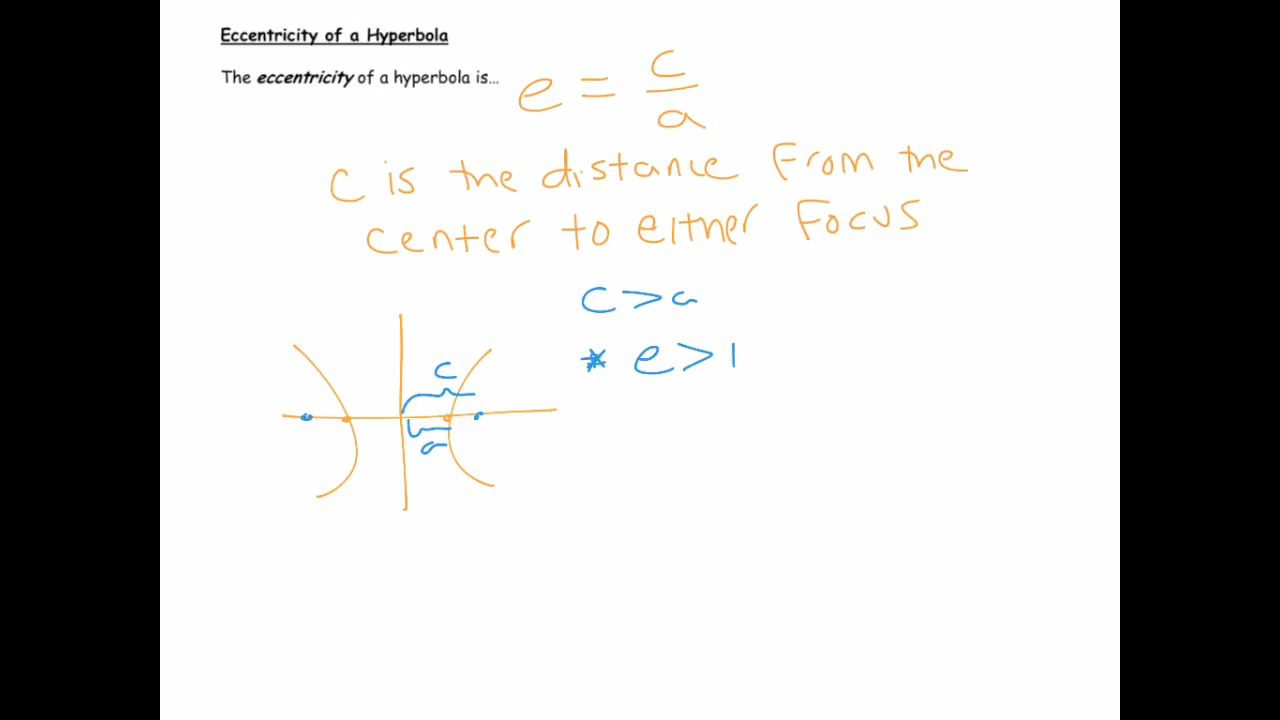 Eccentricity of a Hyperbola
The eccentricity of a hyperbola is...
e = c/a
c is the distance From the
center to either Focus
c > a
* e > 1
c
a